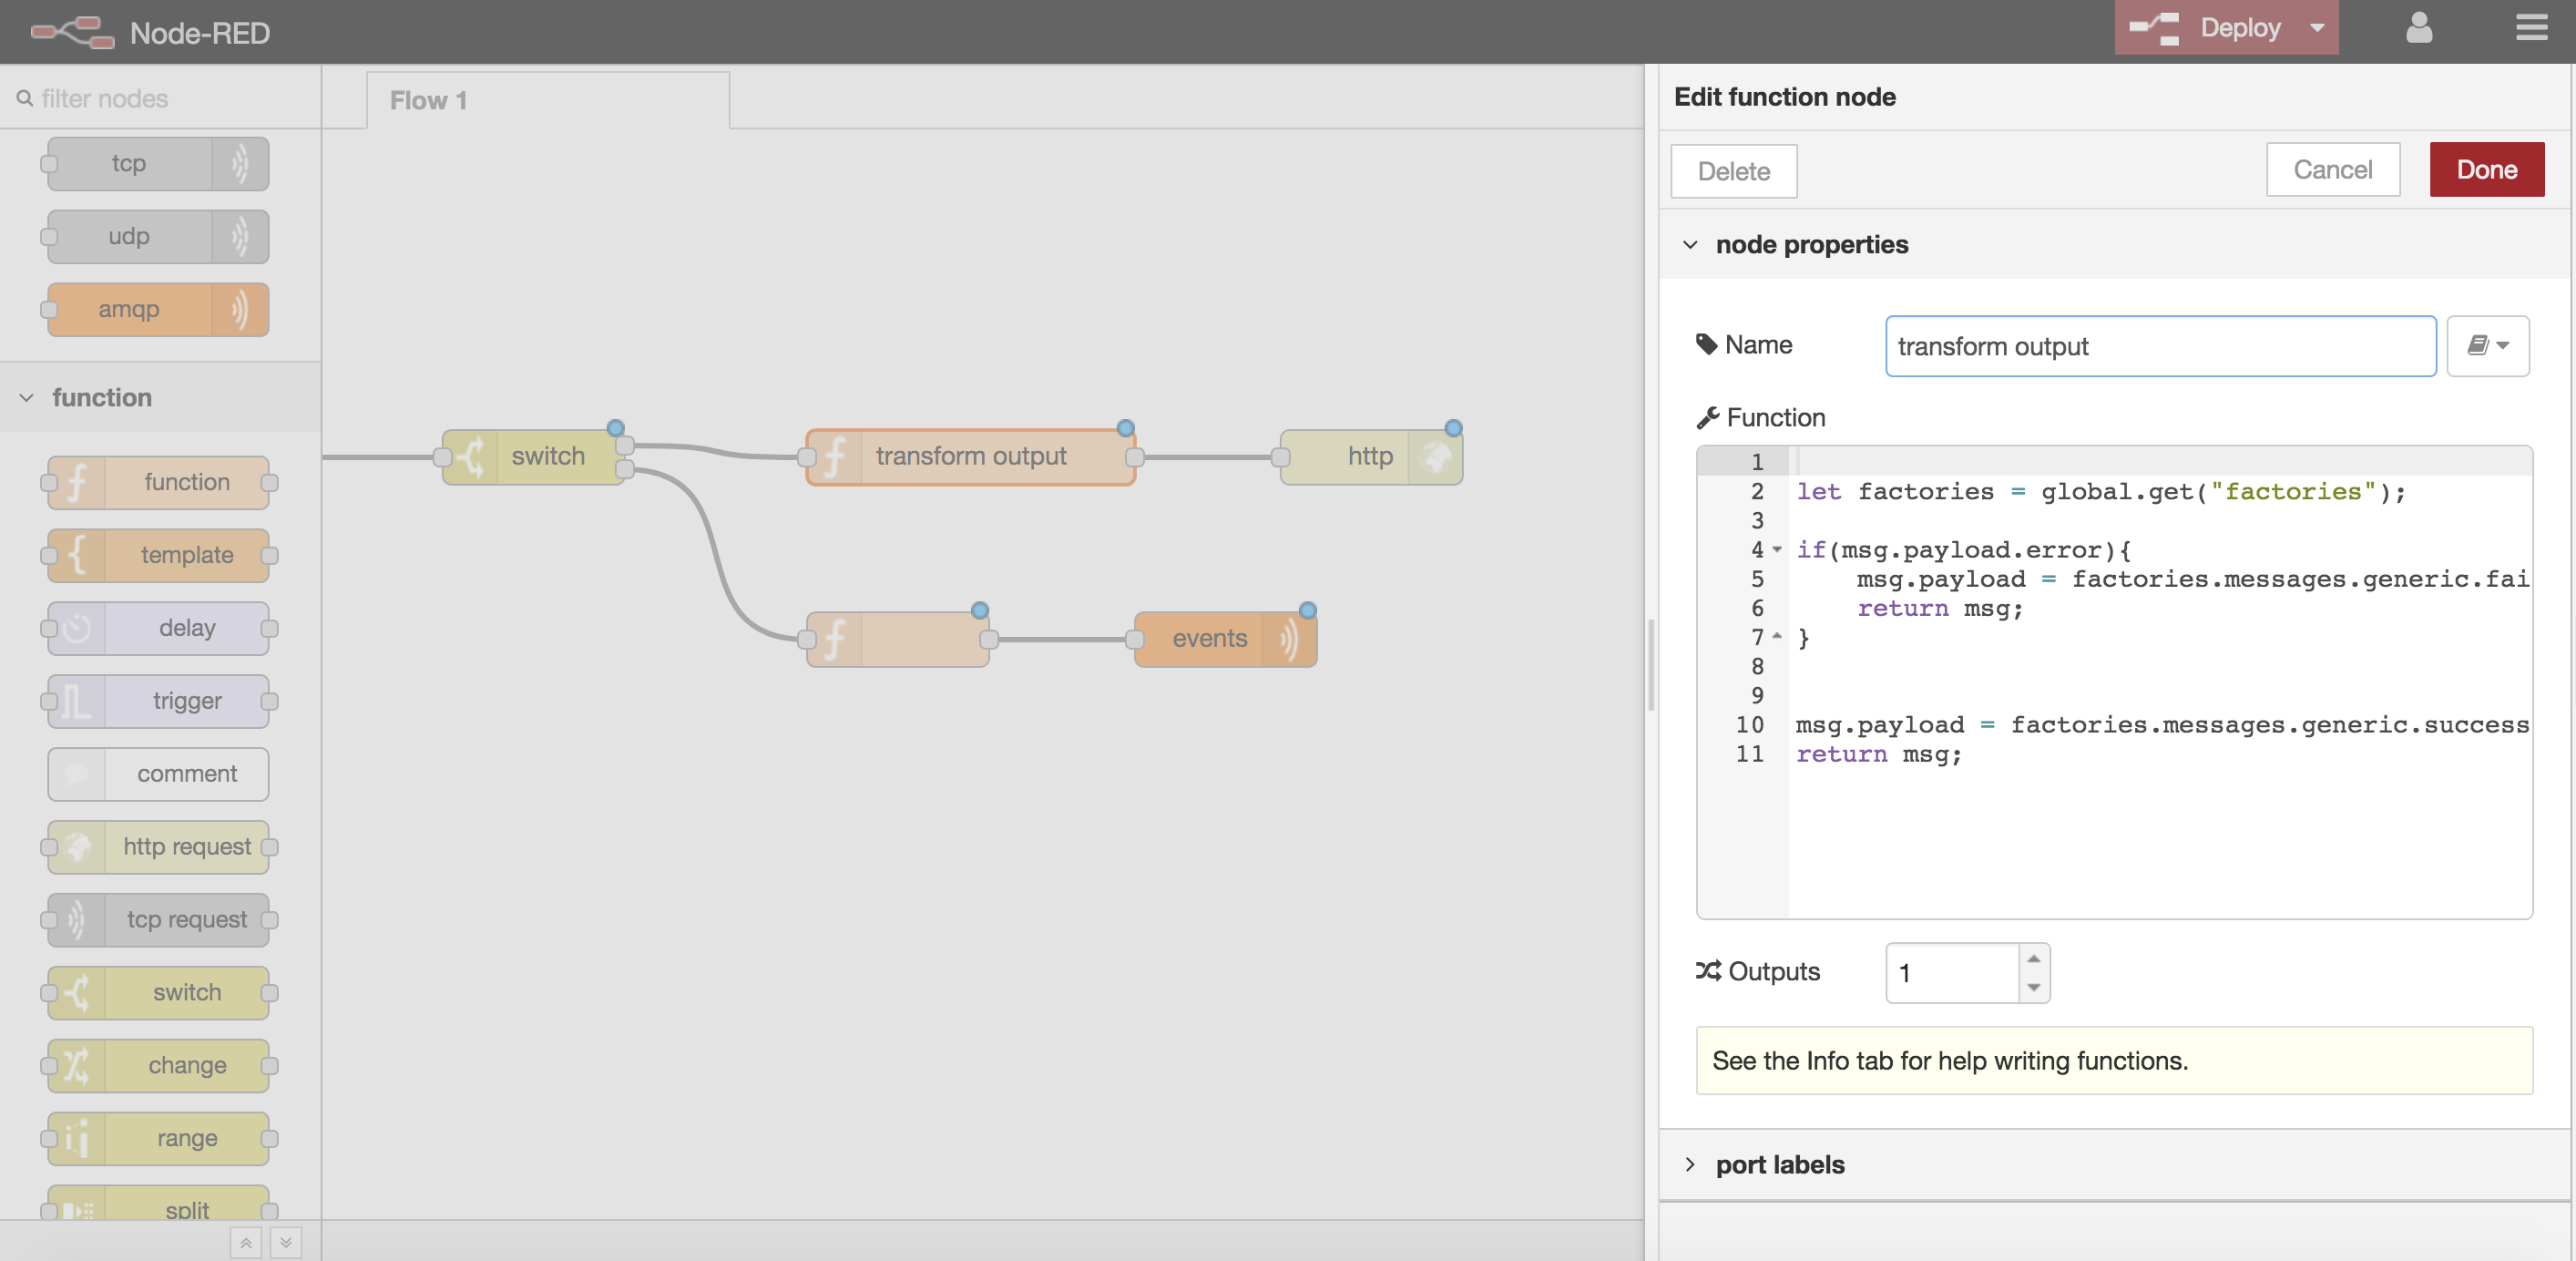 Node-RED
Deploy
filter nodes
tcp
udp
amqp
function
function
template
delay
trigger
comment
http request
tcp request
switch
change
range
split
Flow 1
switch
transform output
http
events
Edit function node
Delete
Cancel
Done
node properties
Name
transform output
Function
1
2 let factories = global.get("factories");
3
4 if(msg.payload.error){
5 msg.payload = factories.messages.generic.fai
6 return msg;
7 }
8
9
10 msg.payload = factories.messages.generic.success
11 return msg;
Outputs
1
See the Info tab for help writing functions.
port labels